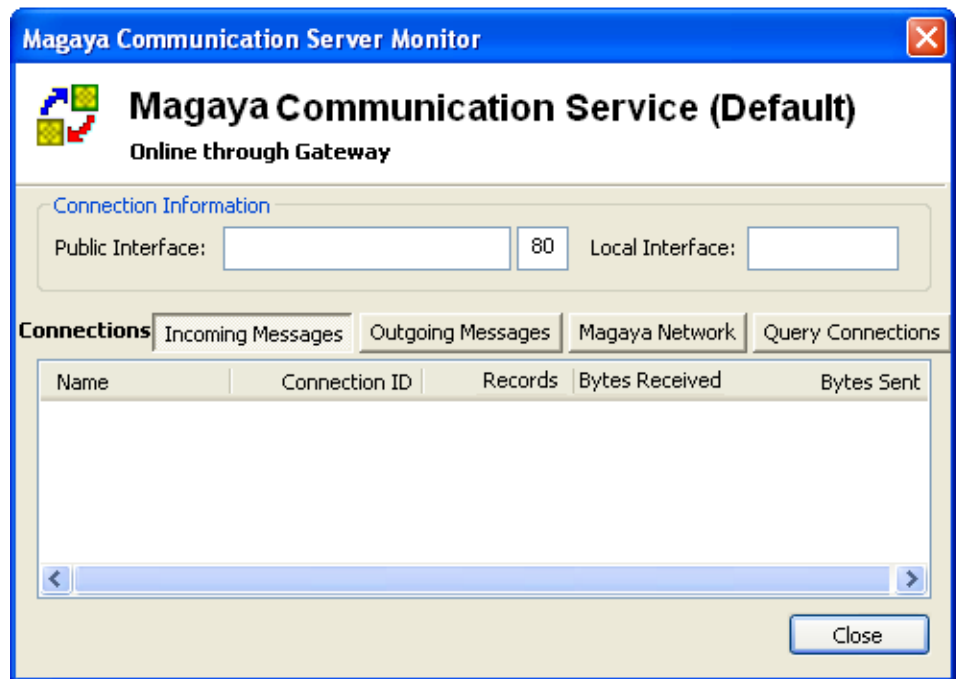 Magaya Communication Server Monitor
Magaya Communication Service (Default)
Online through Gateway
Connection Information
Public Interface: 80 Local Interface:
Connections Incoming Messages Outgoing Messages Magaya Network Query Connections
Name Connection ID Records Bytes Received Bytes Sent
Close